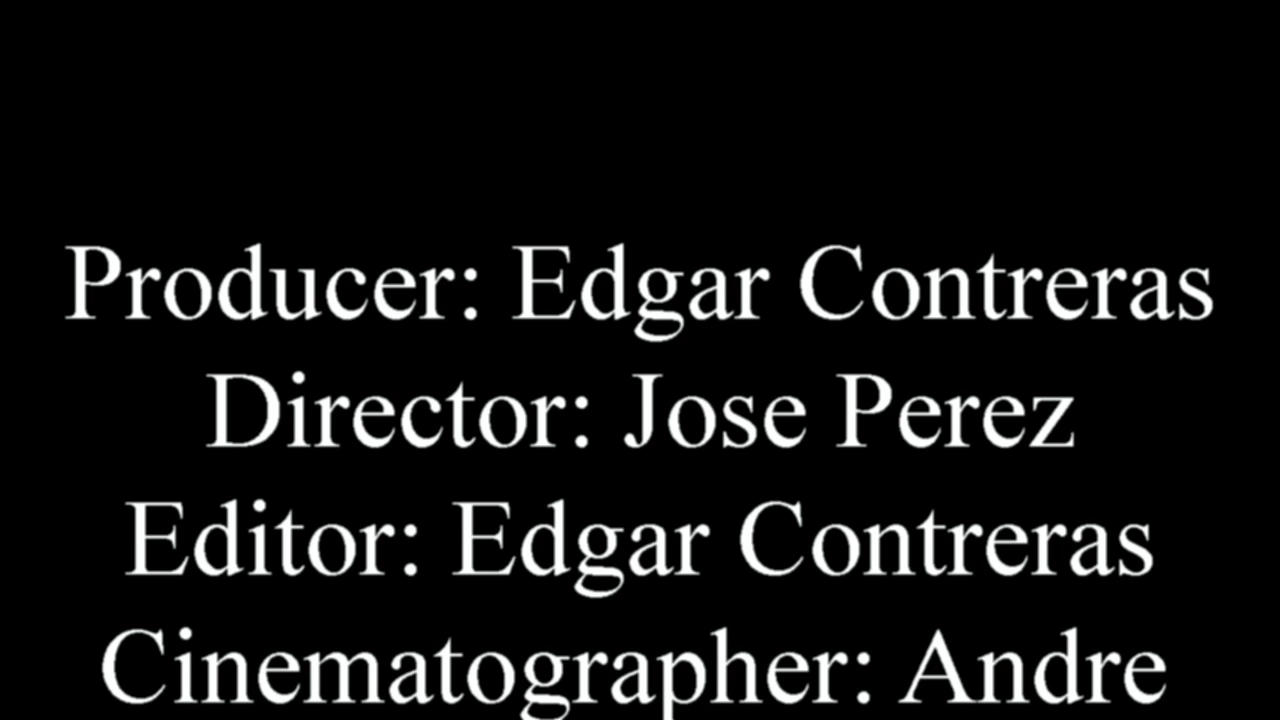 Producer: Edgar Contreras
Director: Jose Perez
Editor: Edgar Contreras
Cinematographer: Andre